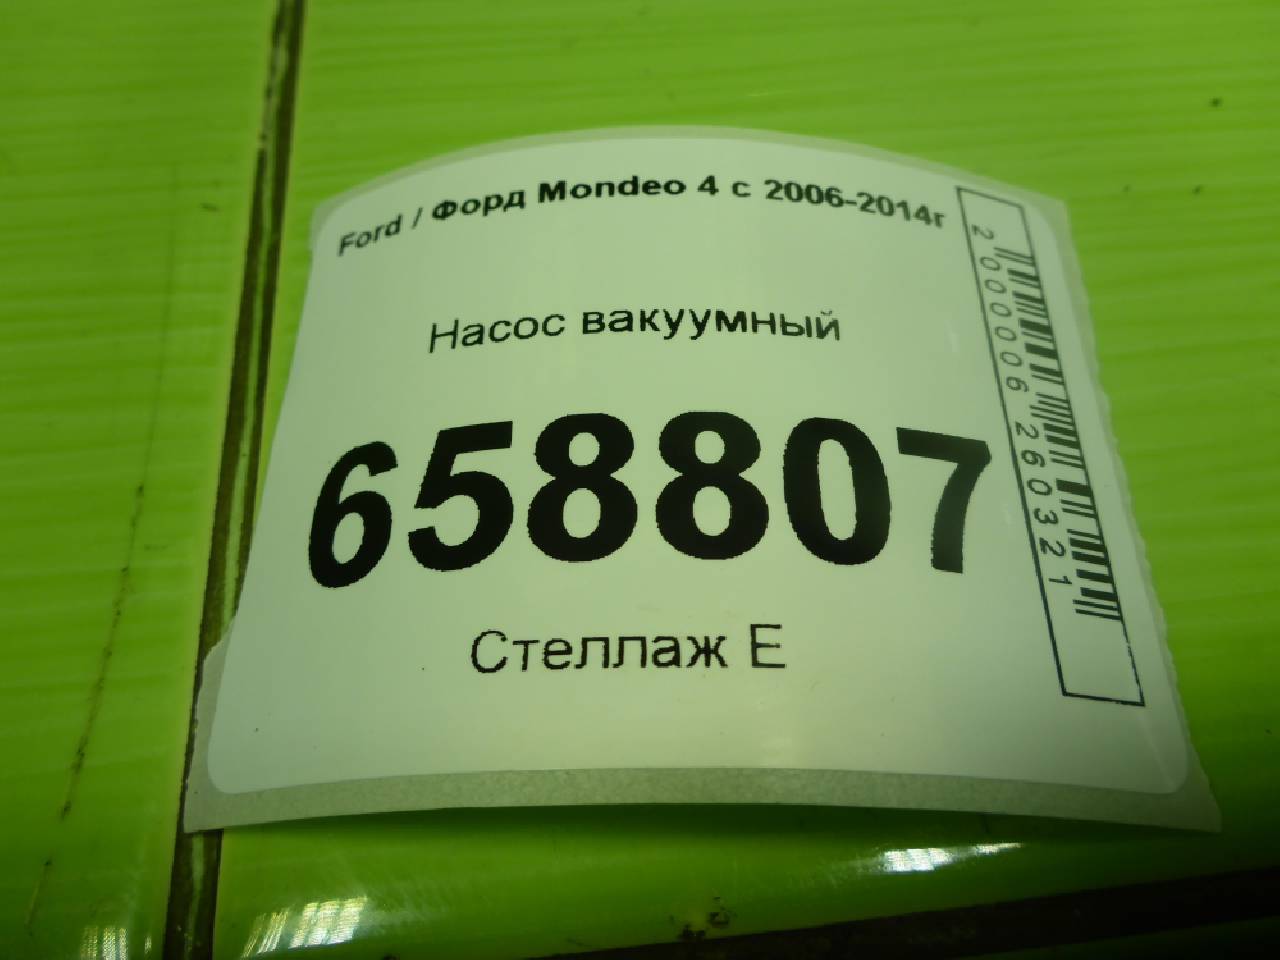 Ford / Форд Mondeo 4 с 2006-2014г
Насос вакуумный
658807
Стеллаж Е
2000006260321